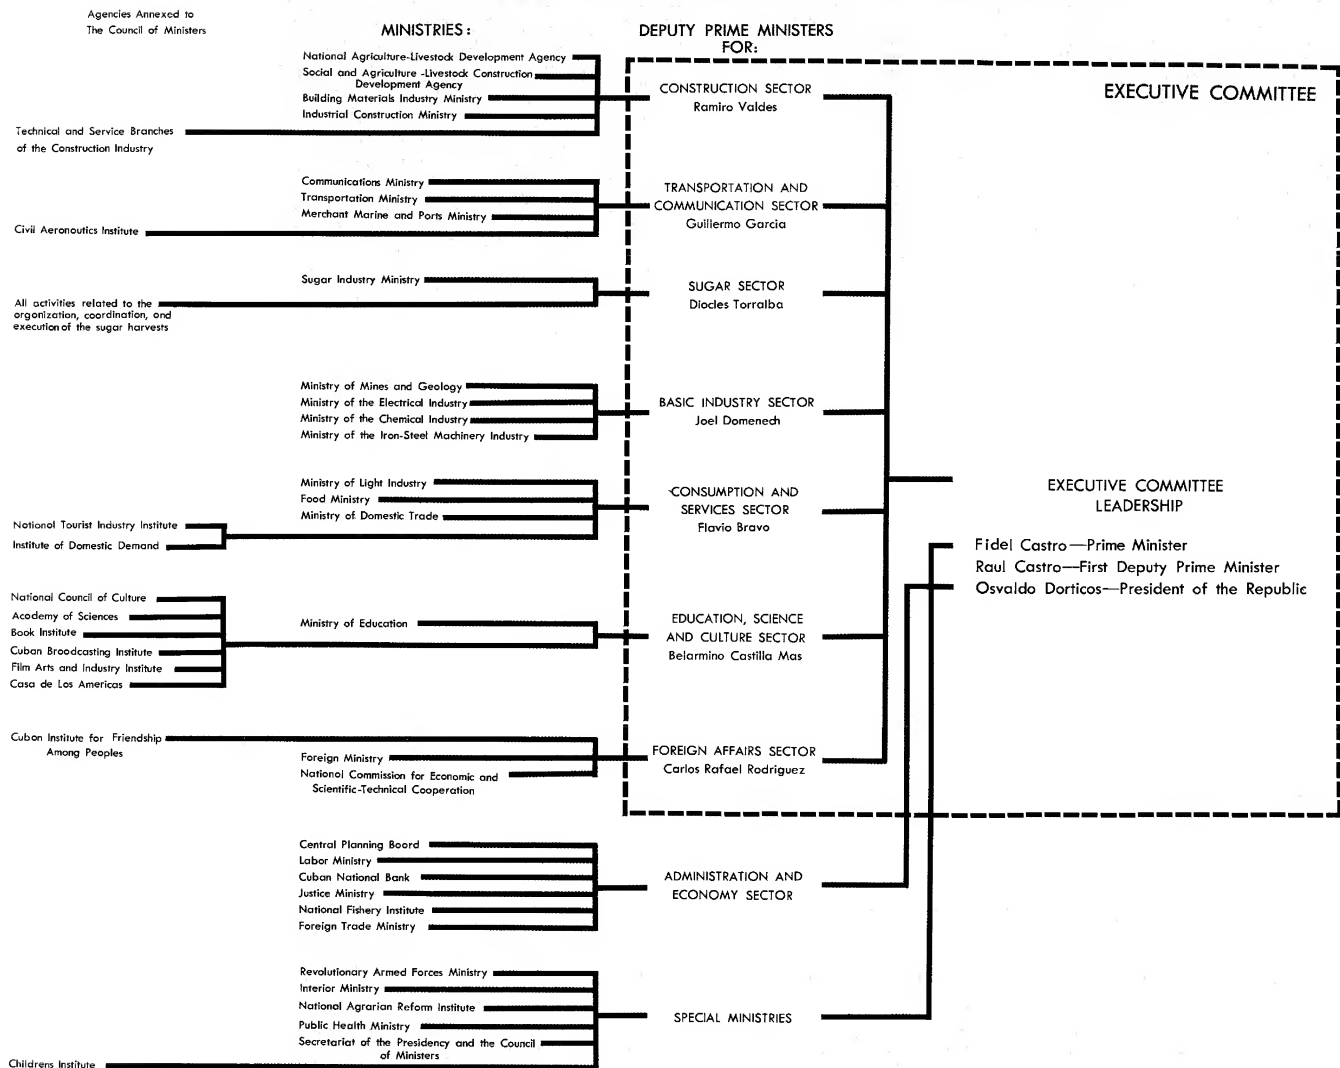 Agencies Annexed to
The Council of Ministers
MINISTRIES:
DEPUTY PRIME MINISTERS
FOR:
EXECUTIVE COMMITTEE
National Agriculture-Livestock Development Agency
Social and Agriculture -Livestock Construction
Development Agency
Building Materials Industry Ministry
Industrial Construction Ministry
Technical and Service Branches
of the Construction Industry
CONSTRUCTION SECTOR
Ramiro Valdes
Communications Ministry
Transportation Ministry
Merchant Marine and Ports Ministry
Civil Aeronoutics Institute
TRANSPORTATION AND
COMMUNICATION SECTOR
Guillermo Garcia
Sugar Industry Ministry
All activities related to the
organization, coordination, and
execution of the sugar harvests
SUGAR SECTOR
Diocles Torralba
Ministry of Mines and Geology
Ministry of the Electrical Industry
Ministry of the Chemical Industry
Ministry of the Iron-Steel Machinery Industry
BASIC INDUSTRY SECTOR
Joel Domenech
Ministry of Light Industry
Food Ministry
Ministry of Domestic Trade
National Tourist Industry Institute
Institute of Domestic Demand
CONSUMPTION AND
SERVICES SECTOR
Flavio Bravo
EXECUTIVE COMMITTEE
LEADERSHIP
Fidel Castro—Prime Minister
Raul Castro—First Deputy Prime Minister
Osvaldo Dorticos—President of the Republic
National Council of Culture
Academy of Sciences
Book Institute
Cuban Broodcasting Institute
Film Arts and Industry Institute
Casa de Los Americas
Ministry of Education
EDUCATION, SCIENCE
AND CULTURE SECTOR
Belarmino Castilla Mas
Cubon Institute for Friendship
Among Peoples
Foreign Ministry
National Commission for Economic and
Scientific-Technical Cooperation
FOREIGN AFFAIRS SECTOR
Carlos Rafael Rodriguez
Central Planning Board
Labor Ministry
Cuban National Bank
Justice Ministry
National Fishery Institute
Foreign Trade Ministry
ADMINISTRATION AND
ECONOMY SECTOR
Revolutionary Armed Forces Ministry
Interior Ministry
National Agrarian Reform Institute
Public Health Ministry
Secretariat of the Presidency and the Council
of Ministers
Childrens Institute
SPECIAL MINISTRIES